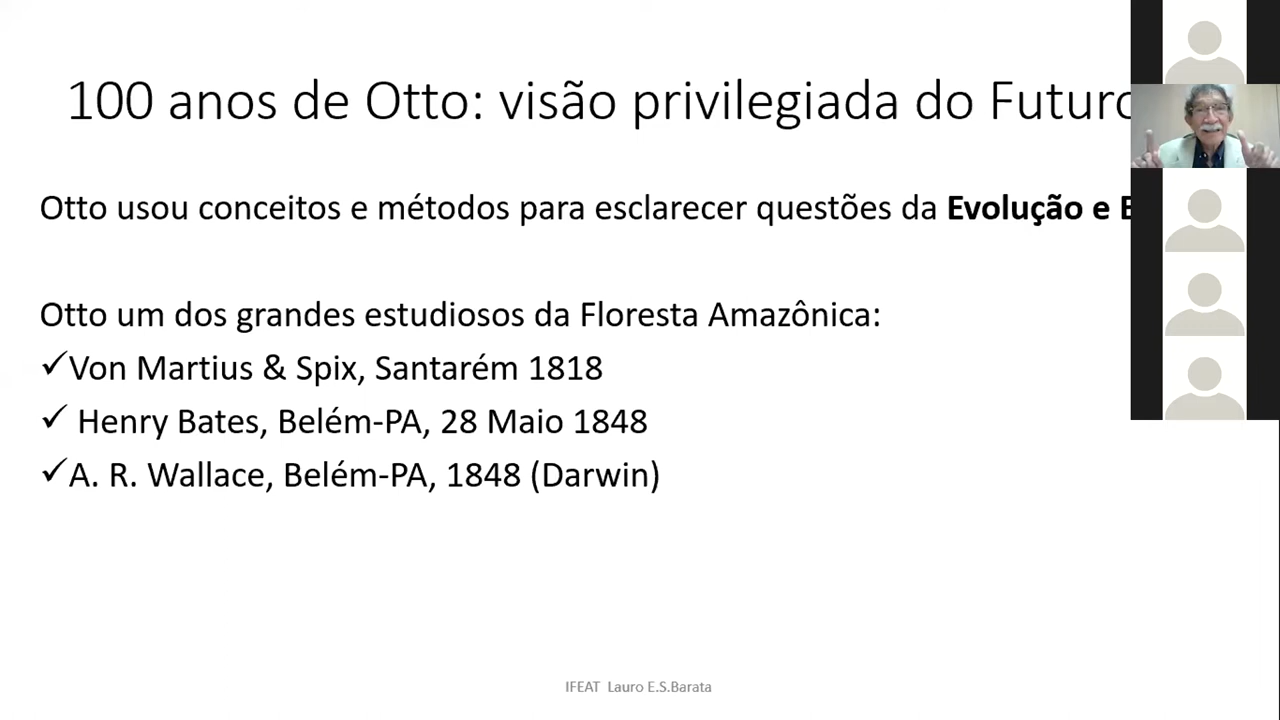 100 anos de Otto: visão privilegiada do Futuro
Otto usou conceitos e métodos para esclarecer questões da Evolução e
Otto um dos grandes estudiosos da Floresta Amazônica:
✓Von Martius & Spix, Santarém 1818
✓ Henry Bates, Belém-PA, 28 Maio 1848
✓A. R. Wallace, Belém-PA, 1848 (Darwin)
IFEAT Lauro E.S.Barata